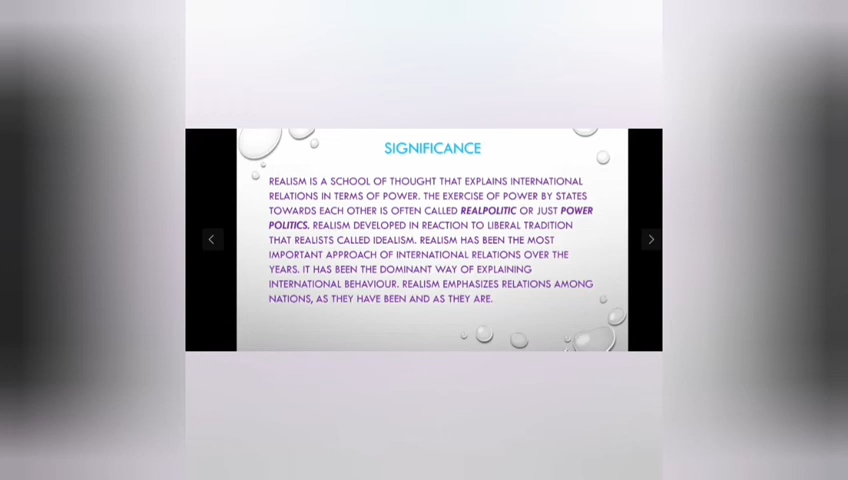 SIGNIFICANCE
REALISM IS A SCHOOL OF THOUGHT THAT EXPLAINS INTERNATIONAL
RELATIONS IN TERMS OF POWER. THE EXERCISE OF POWER BY STATES
TOWARDS EACH OTHER IS OFTEN CALLED REALPOLITIC OR JUST POWER
POLITICS. REALISM DEVELOPED IN REACTION TO LIBERAL TRADITION
THAT REALISTS CALLED IDEALISM. REALISM HAS BEEN THE MOST
IMPORTANT APPROACH OF INTERNATIONAL RELATIONS OVER THE
YEARS. IT HAS BEEN THE DOMINANT WAY OF EXPLAINING
INTERNATIONAL BEHAVIOUR. REALISM EMPHASIZES RELATIONS AMONG
NATIONS, AS THEY HAVE BEEN AND AS THEY ARE.